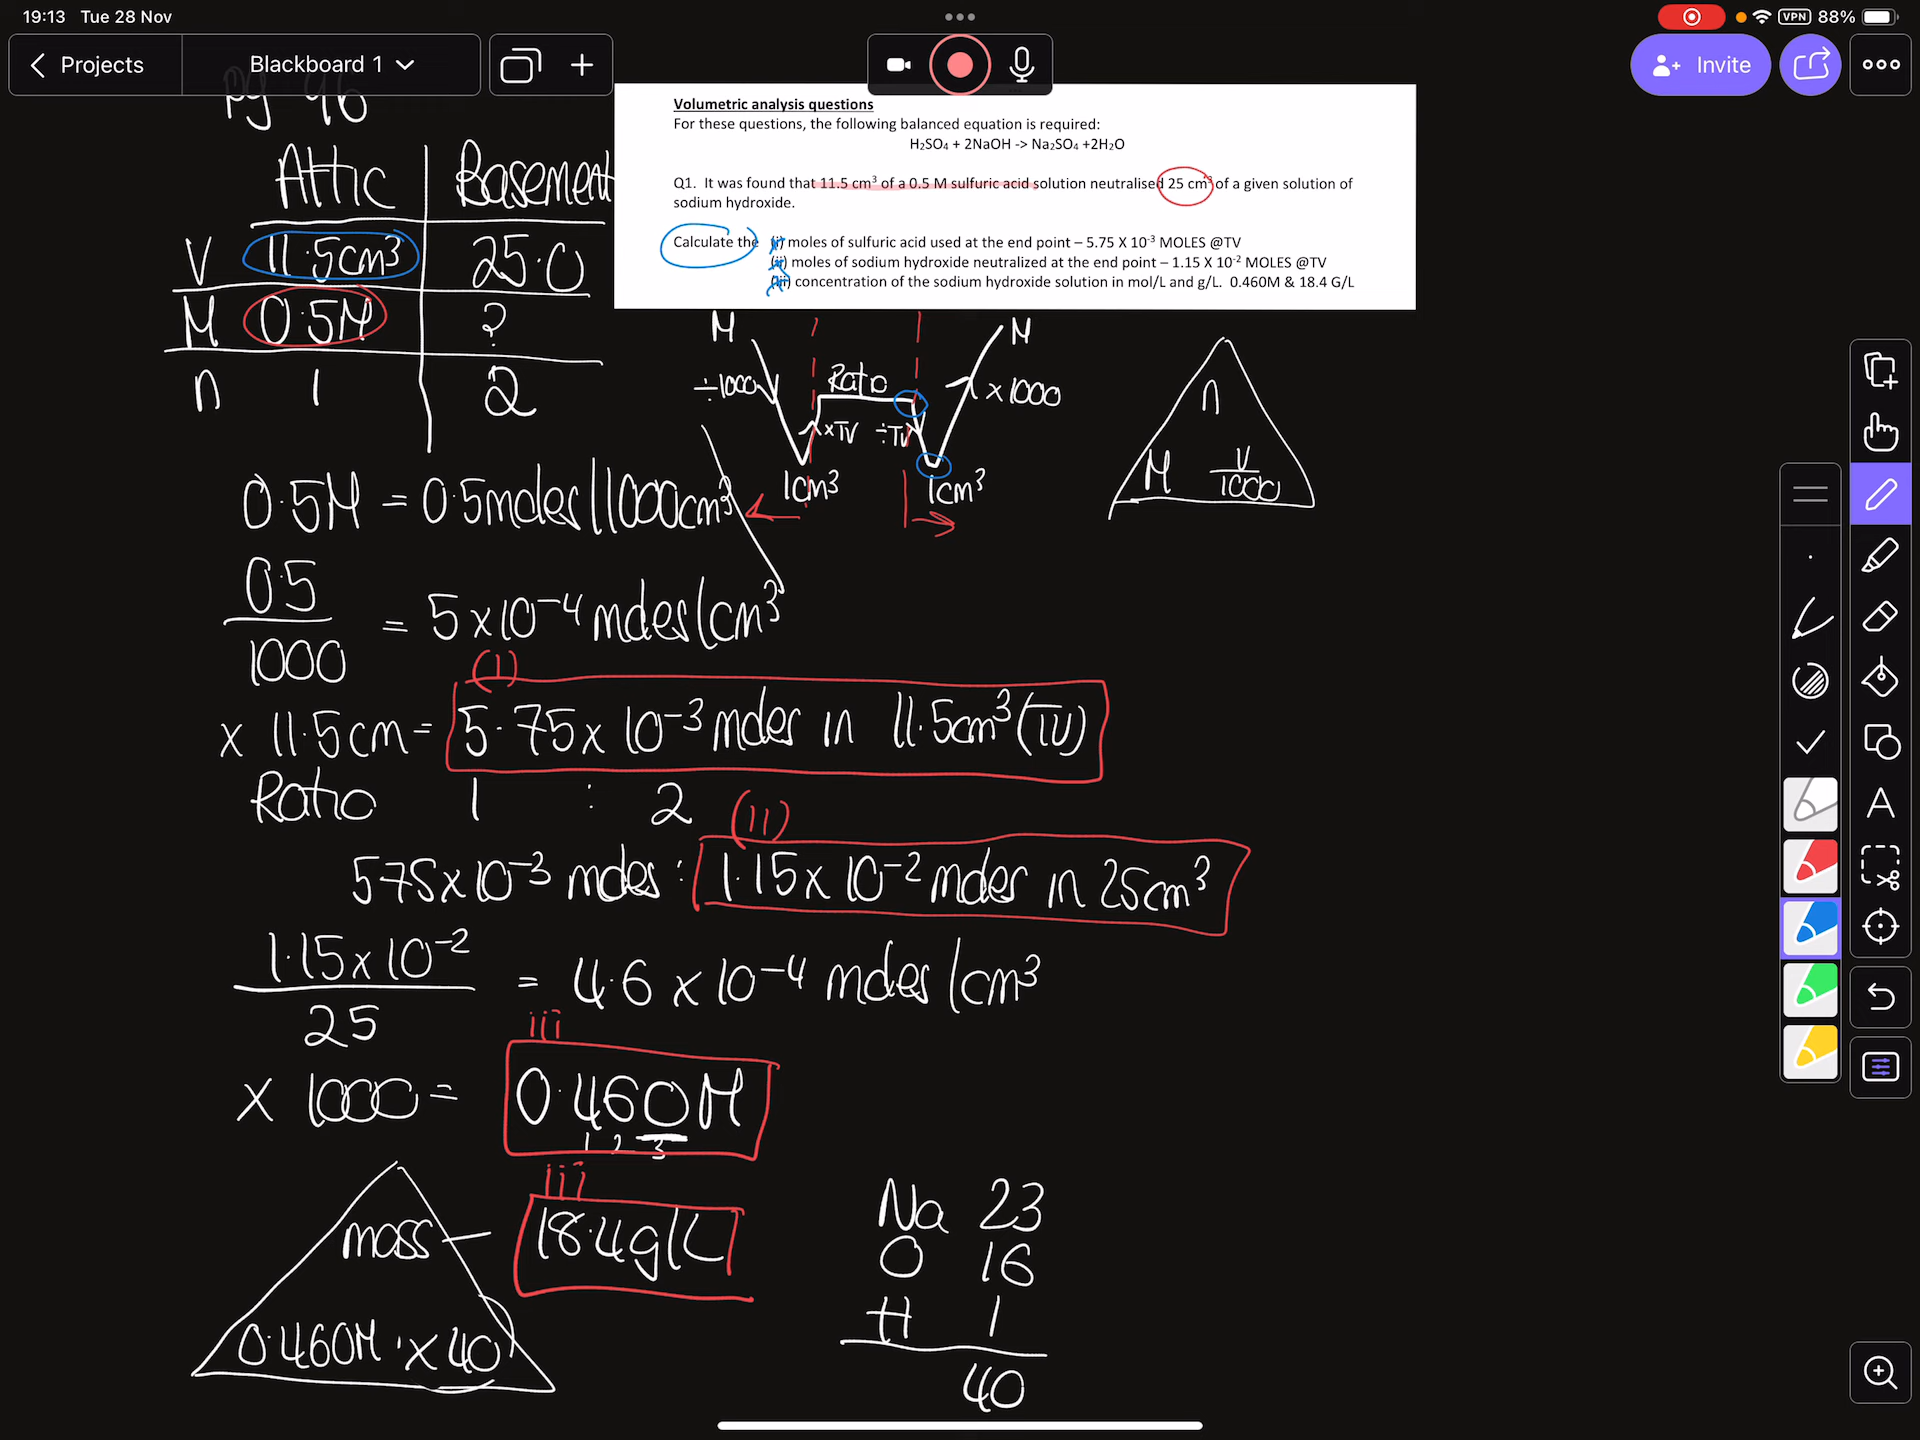 19:13 Tue 28 Nov
VPN 88%
Projects
Blackboard 1
Invite
pg 46
Attic Basement
V 11.5cm³ 25.0
M 0.5M ?
n 1 2
Volumetric analysis questions
For these questions, the following balanced equation is required:
H₂SO₄ + 2NaOH -> Na₂SO₄ +2H₂O
Q1. It was found that 11.5 cm³ of a 0.5 M sulfuric acid solution neutralised 25 cm³ of a given solution of
sodium hydroxide.
Calculate the (i) moles of sulfuric acid used at the end point – 5.75 X 10⁻³ MOLES @TV
(ii) moles of sodium hydroxide neutralized at the end point – 1.15 X 10⁻² MOLES @TV
(iii) concentration of the sodium hydroxide solution in mol/L and g/L. 0.460M & 18.4 G/L
M M
÷1000 Ratio x1000
xTV ÷TV
1cm³ 1cm³
n
M V/1000
0.5M = 0.5moles/1000cm³
0.5/1000 = 5x10⁻⁴ moles/cm³
(i)
x 11.5cm = 5.75x10⁻³ moles in 11.5cm³ (TV)
Ratio 1 : 2
(ii)
5.75x10⁻³ moles : 1.15x10⁻² moles in 25cm³
1.15x10⁻²/25 = 4.6x10⁻⁴ moles/cm³
iii
x 1000 = 0.460M
1 2 3
iii
mass 18.4g/L
0.460M x 40
Na 23
O 16
H 1
40
A